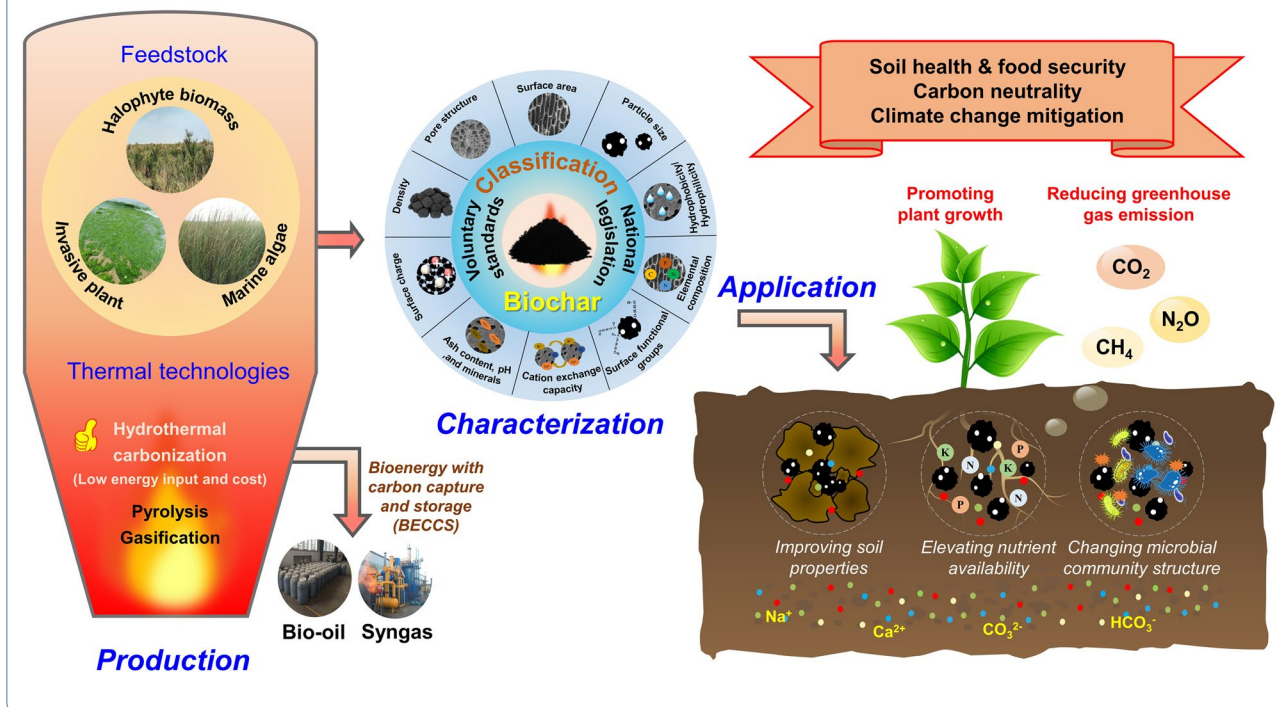 Feedstock
Halophyte biomass
Invasive plant
Marine algae
Thermal technologies
Hydrothermal
carbonization
(Low energy input and cost)
Pyrolysis
Gasification
Production
Bioenergy with
carbon capture
and storage
(BECCS)
Bio-oil
Syngas
Surface area
Particle size
Hydrophobicity/
Hydrophilicity
Elemental
composition
Surface functional
groups
Cation exchange
capacity
Ash content, pH
,and minerals
Surface charge
Density
Pore structure
Classification
National
legislation
Voluntary
standards
Biochar
Characterization
Application
Soil health & food security
Carbon neutrality
Climate change mitigation
Promoting
plant growth
Reducing greenhouse
gas emission
CO₂
N₂O
CH₄
K
N
K
P
P
N
Improving soil
properties
Elevating nutrient
availability
Changing microbial
community structure
Na⁺
Ca²⁺
CO₃²⁻
HCO₃⁻